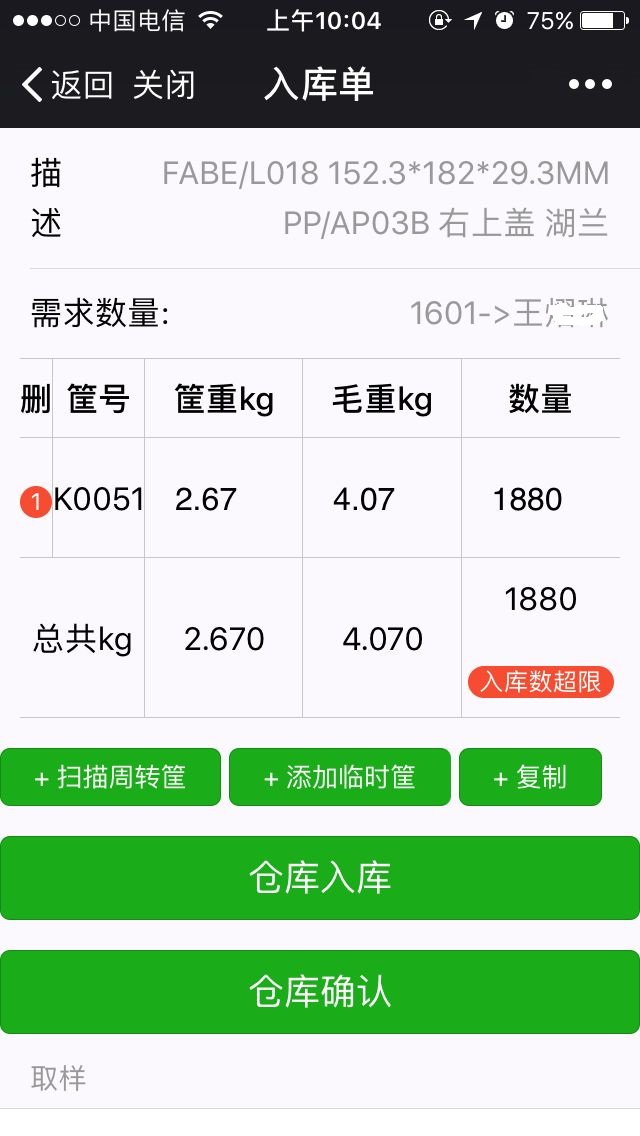 中国电信 上午10:04 75%
返回 关闭 入库单
描述 FABE/L018 152.3*182*29.3MM
PP/AP03B 右上盖 湖兰
需求数量: 1601->王
删 筐号 筐重kg 毛重kg 数量
1 K0051 2.67 4.07 1880
总共kg 2.670 4.070 1880
入库数超限
+ 扫描周转筐 + 添加临时筐 + 复制
仓库入库
仓库确认
取样